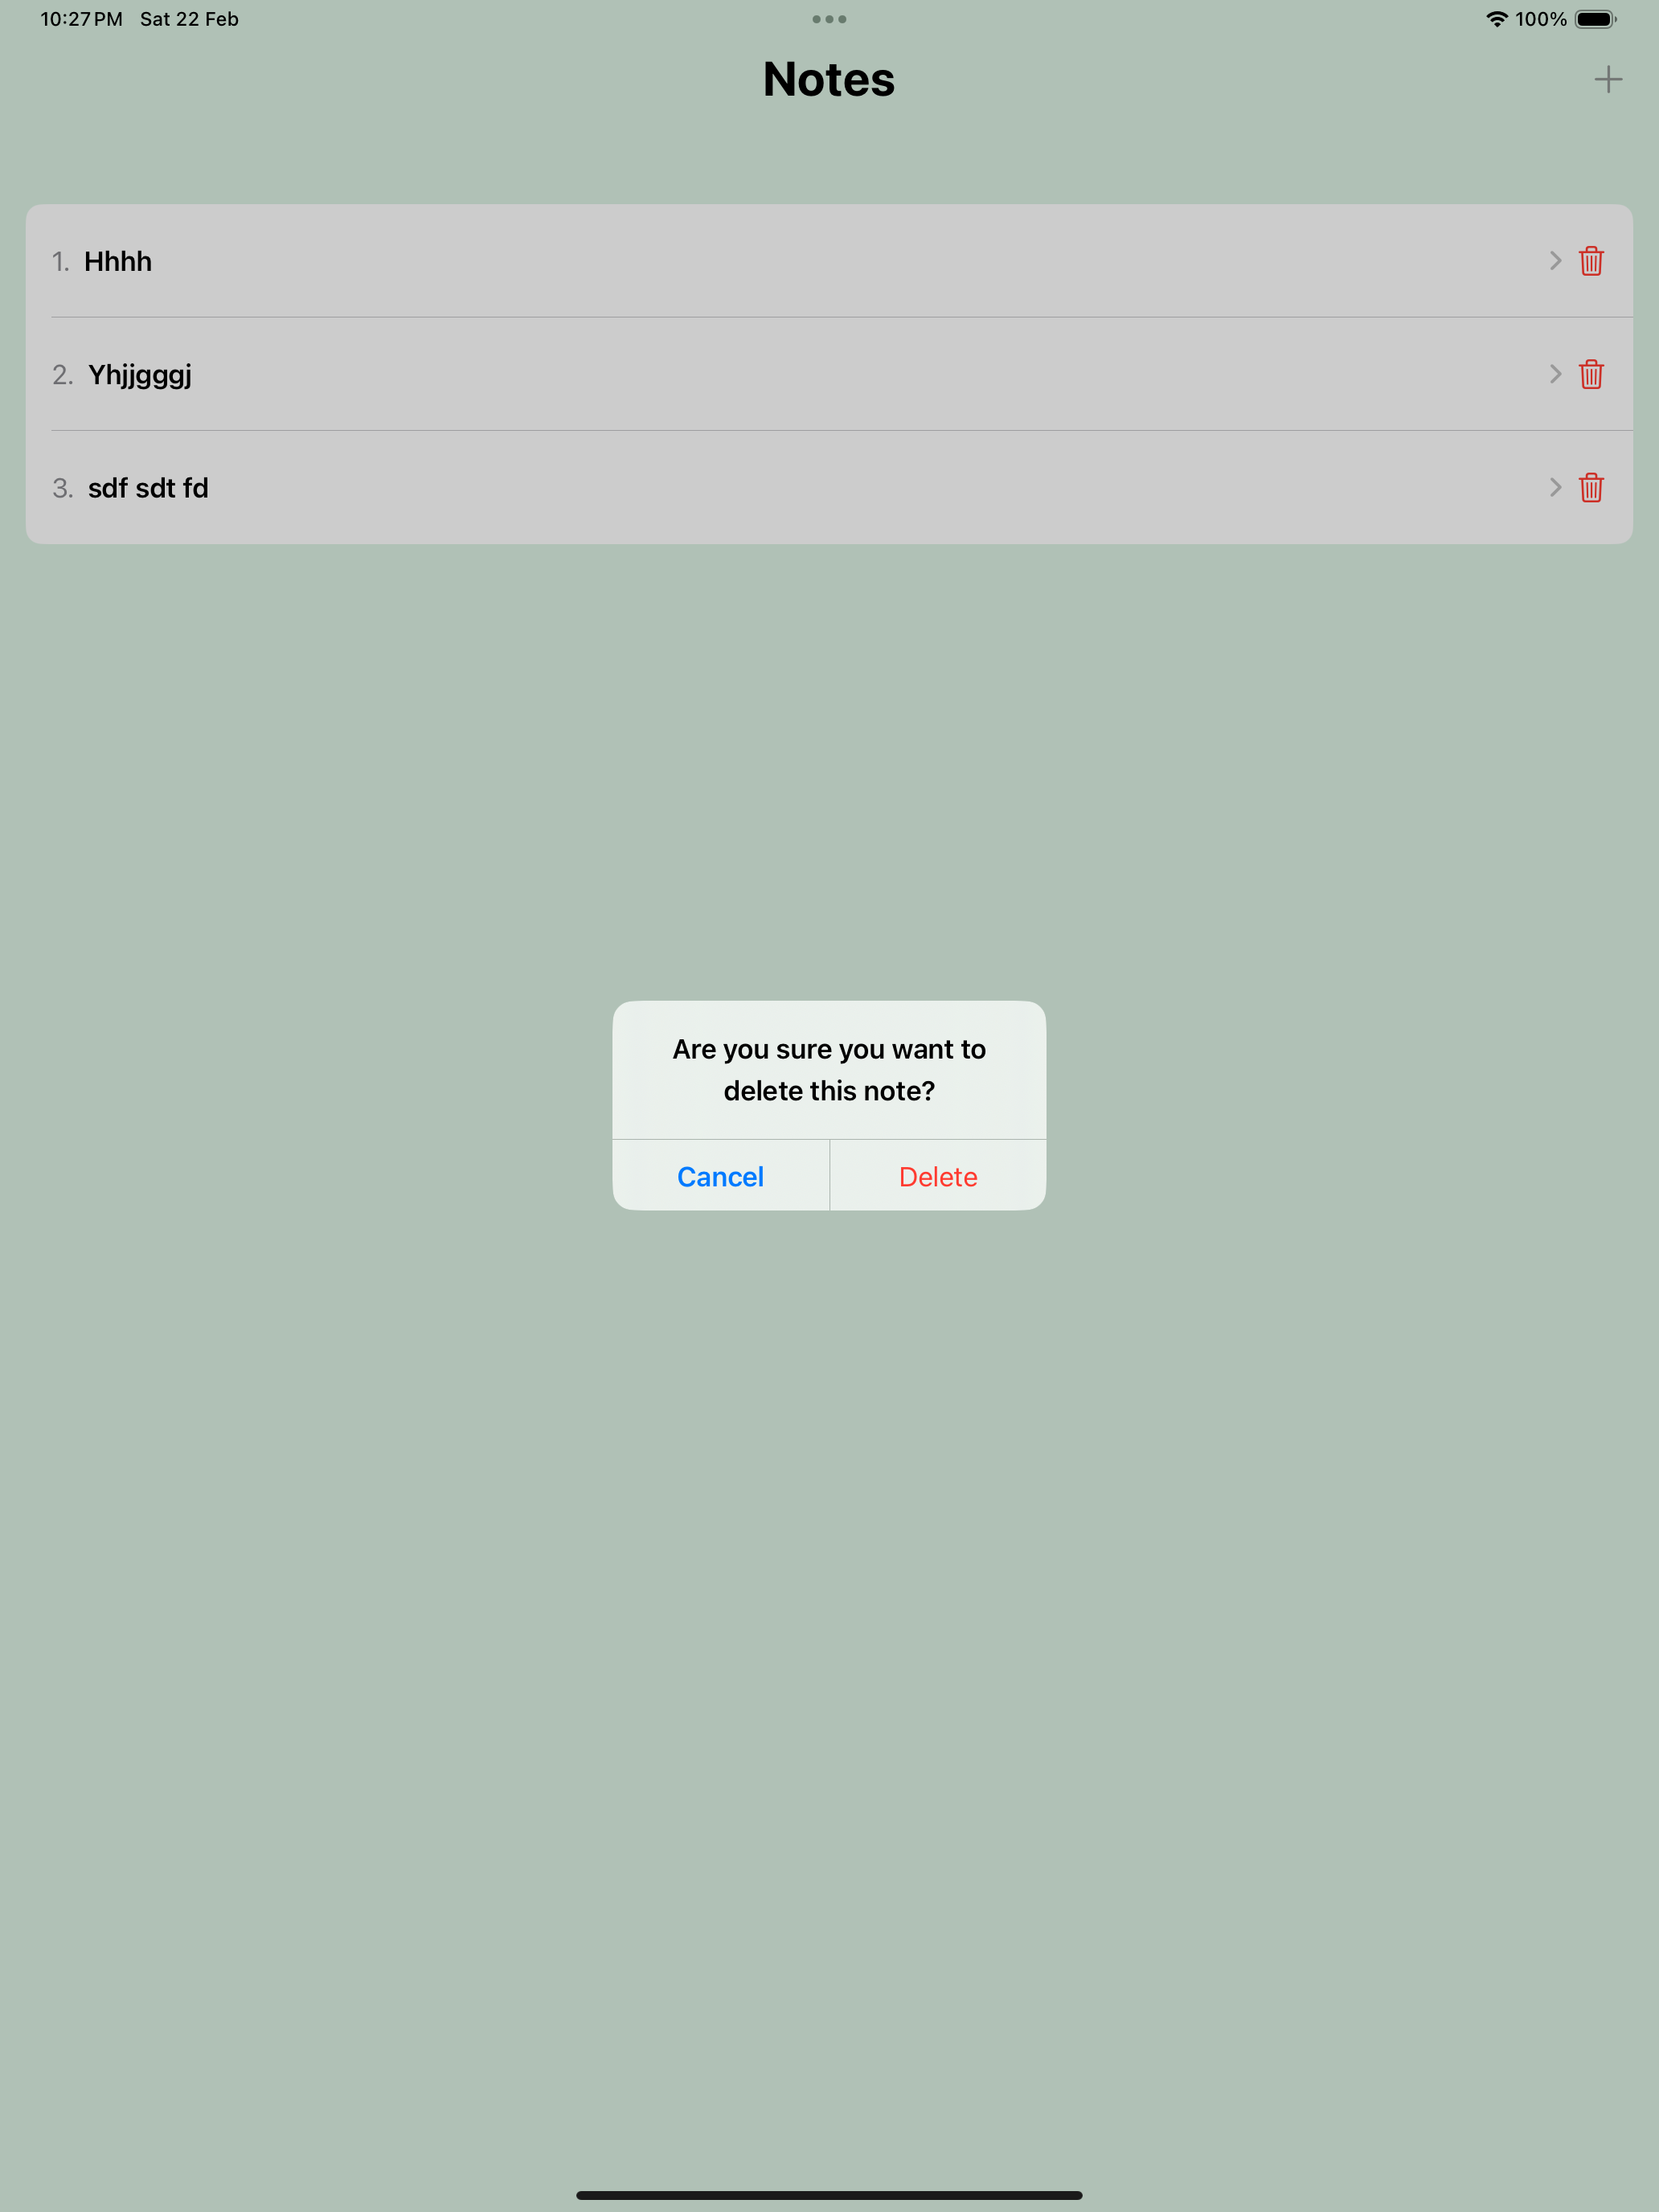 10:27 PM Sat 22 Feb
100%
Notes
1. Hhhh
2. Yhjjgggj
3. sdf sdt fd
Are you sure you want to
delete this note?
Cancel Delete